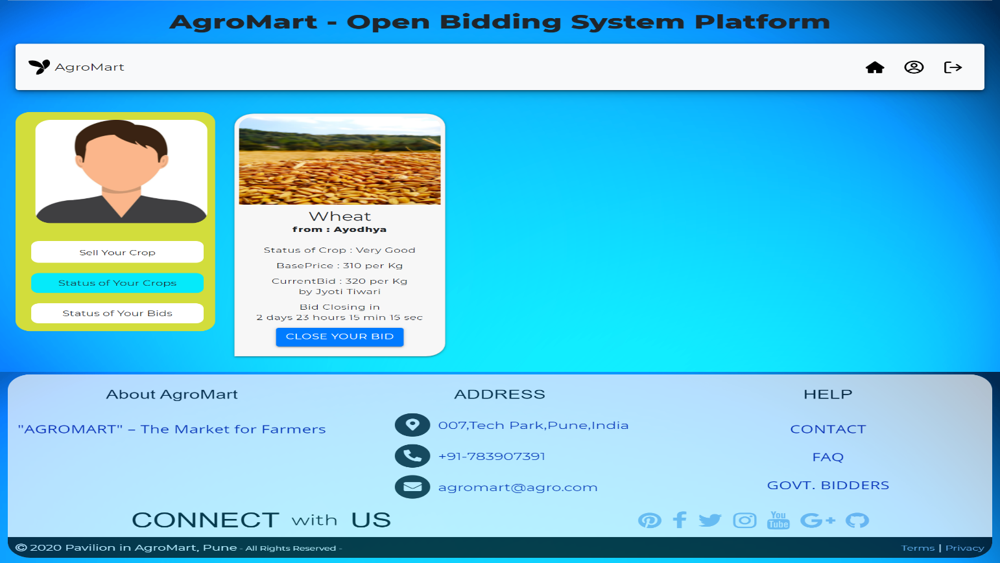 AgroMart - Open Bidding System Platform
AgroMart
Sell Your Crop
Status of Your Crops
Status of Your Bids
Wheat
from : Ayodhya
Status of Crop : Very Good
BasePrice : 310 per Kg
CurrentBid : 320 per Kg
by Jyoti Tiwari
Bid Closing in
2 days 23 hours 15 min 15 sec
CLOSE YOUR BID
About AgroMart
"AGROMART" – The Market for Farmers
ADDRESS
007,Tech Park,Pune,India
+91-783907391
agromart@agro.com
HELP
CONTACT
FAQ
GOVT. BIDDERS
CONNECT with US
You
Tube
G+
© 2020 Pavilion in AgroMart, Pune - All Rights Reserved -
Terms | Privacy